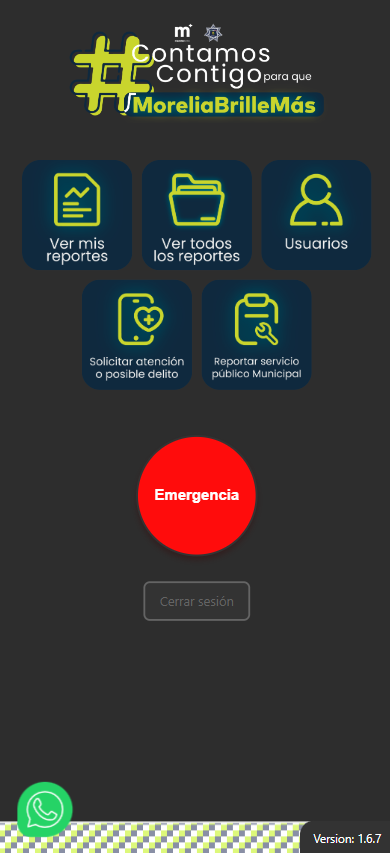 m+
Contamos
Contigo para que
#MoreliaBrilleMás
Ver mis
reportes
Ver todos
los reportes
Usuarios
Solicitar atención
o posible delito
Reportar servicio
público Municipal
Emergencia
Cerrar sesión
Version: 1.6.7